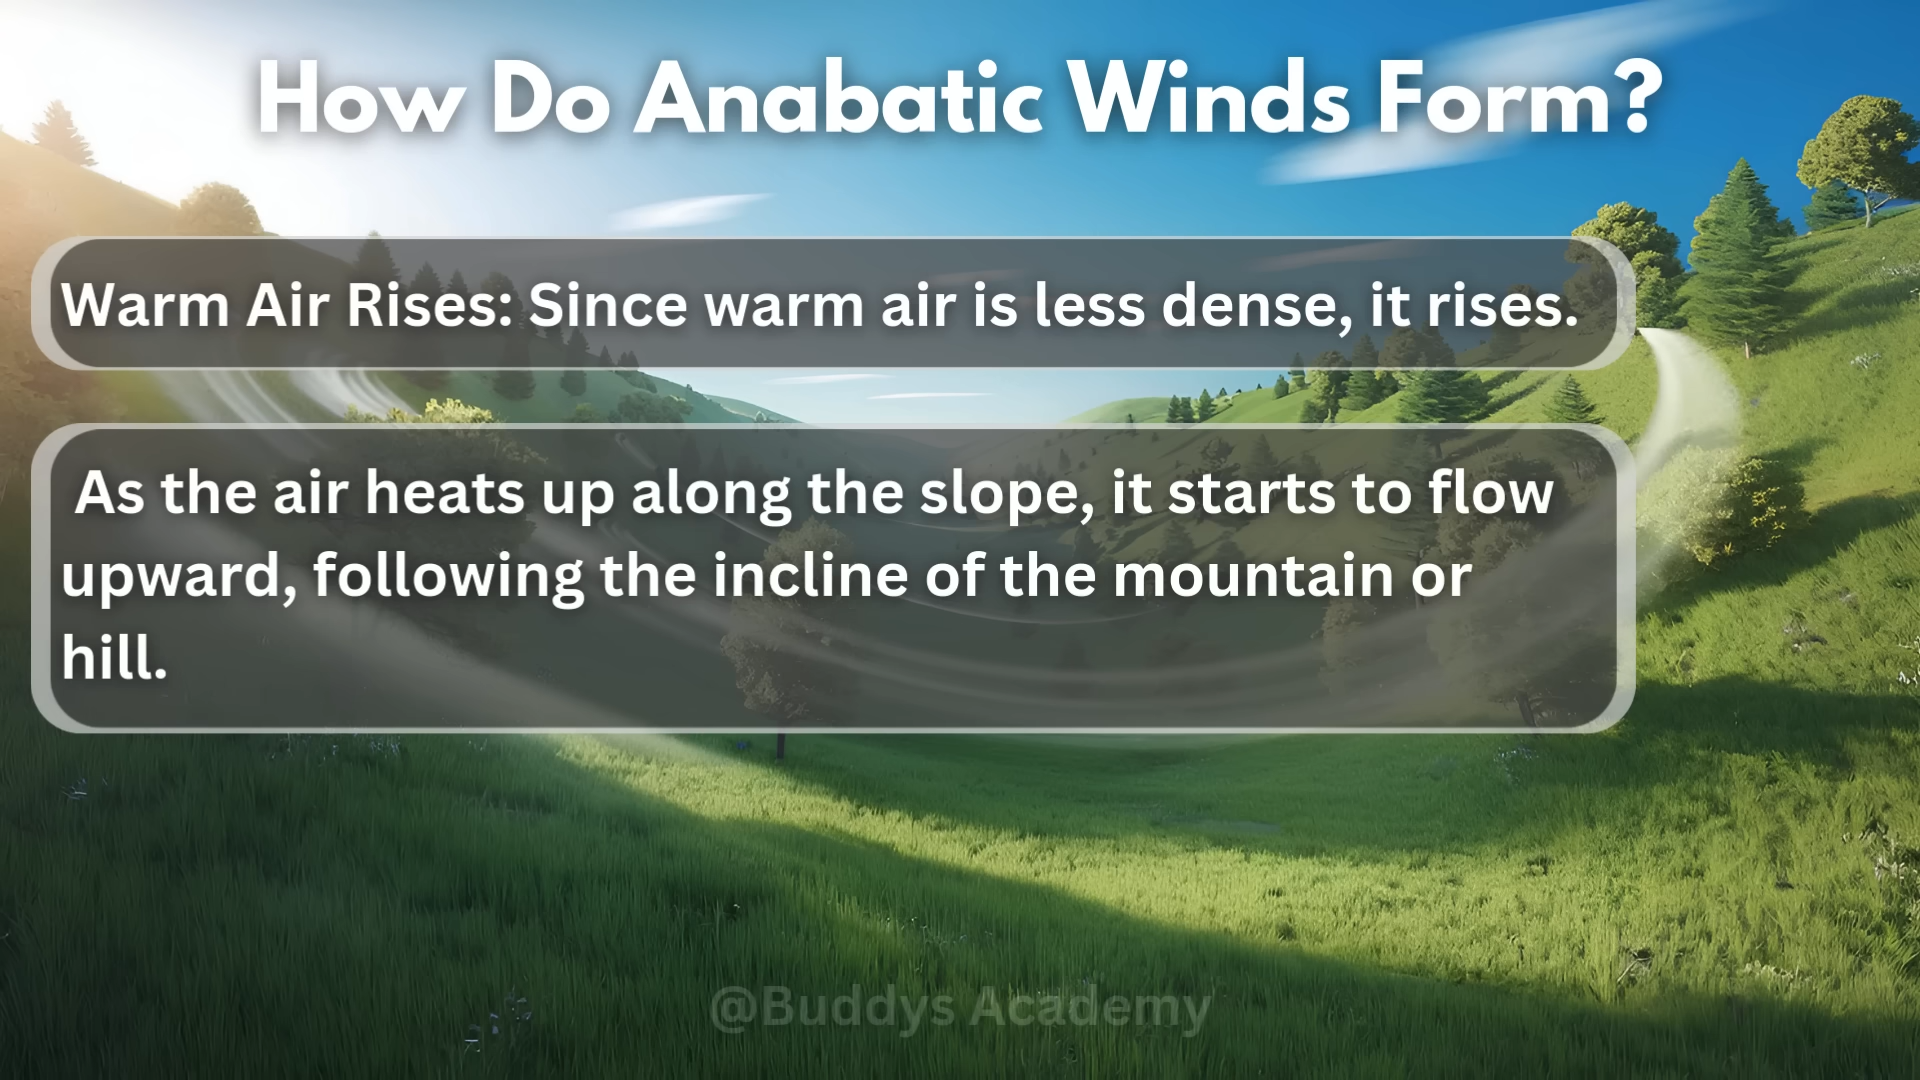 How Do Anabatic Winds Form?
Warm Air Rises: Since warm air is less dense, it rises.
As the air heats up along the slope, it starts to flow
upward, following the incline of the mountain or
hill.
@Buddys Academy